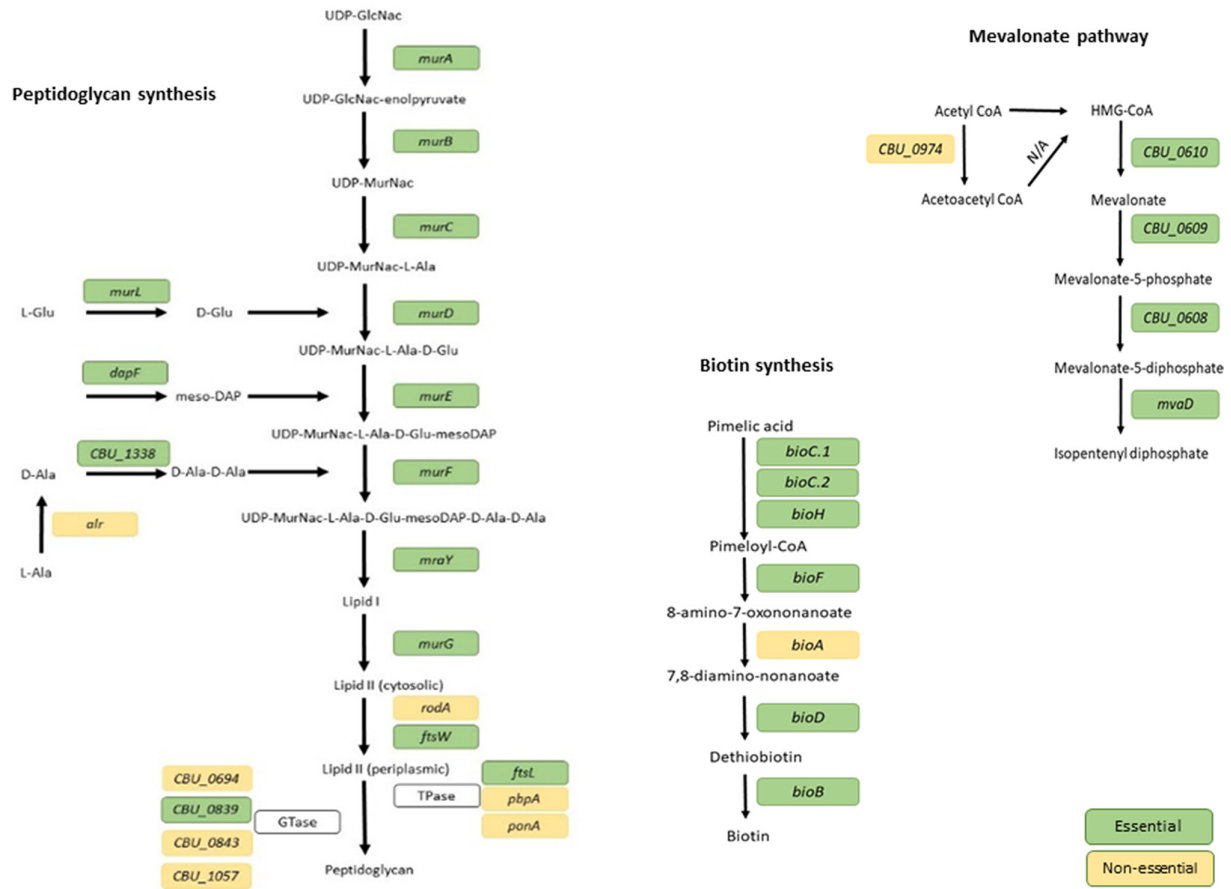 Peptidoglycan synthesis
UDP-GlcNac
murA
UDP-GlcNac-enolpyruvate
murB
UDP-MurNac
murC
UDP-MurNac-L-Ala
murL
L-Glu
D-Glu
murD
UDP-MurNac-L-Ala-D-Glu
dapF
meso-DAP
murE
UDP-MurNac-L-Ala-D-Glu-mesoDAP
CBU_1338
D-Ala
D-Ala-D-Ala
murF
UDP-MurNac-L-Ala-D-Glu-mesoDAP-D-Ala-D-Ala
alr
L-Ala
mraY
Lipid I
murG
Lipid II (cytosolic)
rodA
ftsW
Lipid II (periplasmic)
CBU_0694
CBU_0839
CBU_0843
CBU_1057
GTase
TPase
ftsL
pbpA
ponA
Peptidoglycan
Biotin synthesis
Pimelic acid
bioC.1
bioC.2
bioH
Pimeloyl-CoA
bioF
8-amino-7-oxononanoate
bioA
7,8-diamino-nonanoate
bioD
Dethiobiotin
bioB
Biotin
Mevalonate pathway
Acetyl CoA
HMG-CoA
CBU_0974
N/A
CBU_0610
Acetoacetyl CoA
Mevalonate
CBU_0609
Mevalonate-5-phosphate
CBU_0608
Mevalonate-5-diphosphate
mvaD
Isopentenyl diphosphate
Essential
Non-essential